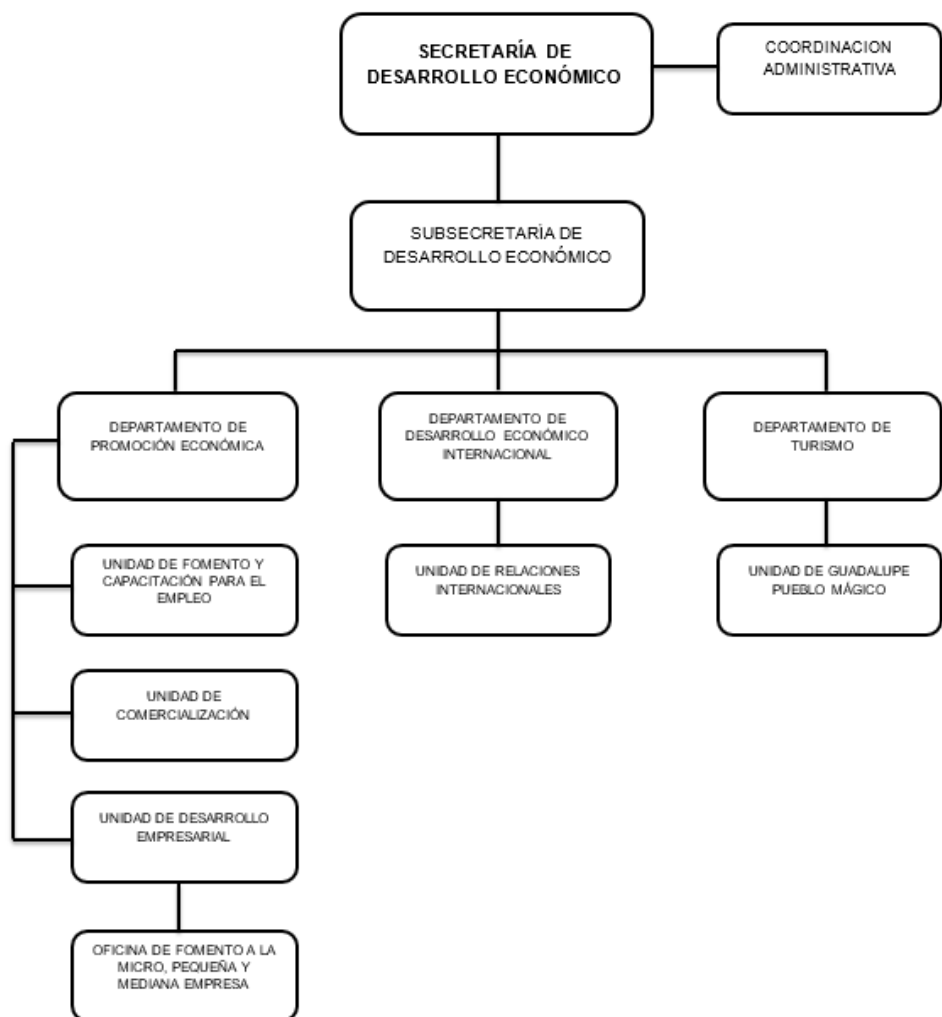 SECRETARÍA DE
DESARROLLO ECONÓMICO
COORDINACION
ADMINISTRATIVA
SUBSECRETARÌA DE
DESARROLLO ECONÓMICO
DEPARTAMENTO DE
PROMOCIÓN ECONÓMICA
DEPARTAMENTO DE
DESARROLLO ECONÓMICO
INTERNACIONAL
DEPARTAMENTO DE
TURISMO
UNIDAD DE FOMENTO Y
CAPACITACIÓN PARA EL
EMPLEO
UNIDAD DE RELACIONES
INTERNACIONALES
UNIDAD DE GUADALUPE
PUEBLO MÁGICO
UNIDAD DE
COMERCIALIZACIÓN
UNIDAD DE DESARROLLO
EMPRESARIAL
OFICINA DE FOMENTO A LA
MICRO, PEQUEÑA Y
MEDIANA EMPRESA